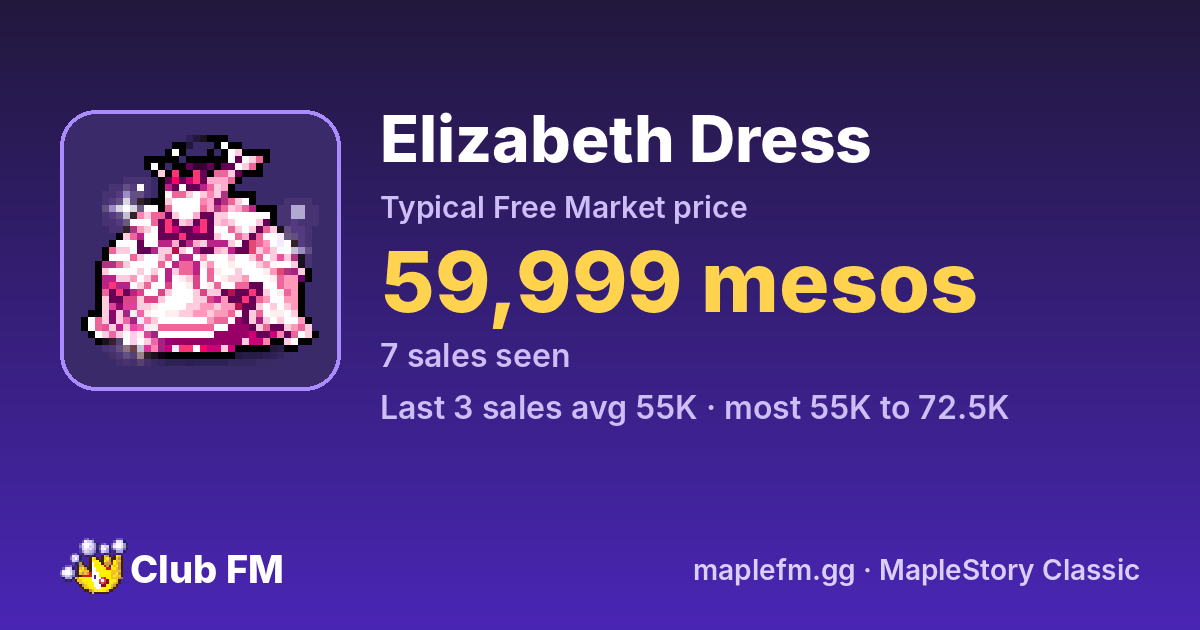 Elizabeth Dress
Typical Free Market price
59,999 mesos
7 sales seen
Last 3 sales avg 55K · most 55K to 72.5K
Club FM
maplefm.gg · MapleStory Classic